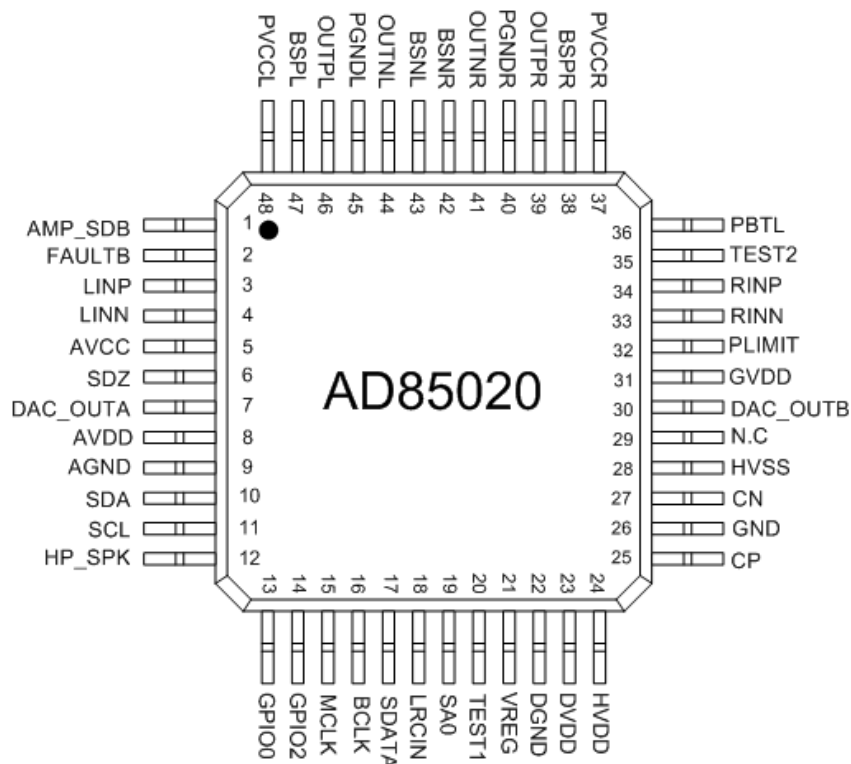 PVCCL
BSPL
OUTPL
PGNDL
OUTNL
BSNL
BSNR
OUTNR
PGNDR
OUTPR
BSPR
PVCCR
48 47 46 45 44 43 42 41 40 39 38 37
AMP_SDB 1 36 PBTL
FAULTB 2 35 TEST2
LINP 3 34 RINP
LINN 4 33 RINN
AVCC 5 32 PLIMIT
SDZ 6 31 GVDD
AD85020
DAC_OUTA 7 30 DAC_OUTB
AVDD 8 29 N.C
AGND 9 28 HVSS
SDA 10 27 CN
SCL 11 26 GND
HP_SPK 12 25 CP
13 14 15 16 17 18 19 20 21 22 23 24
GPIO0
GPIO2
MCLK
BCLK
SDATA
LRCIN
SA0
TEST1
VREG
DGND
DVDD
HVDD